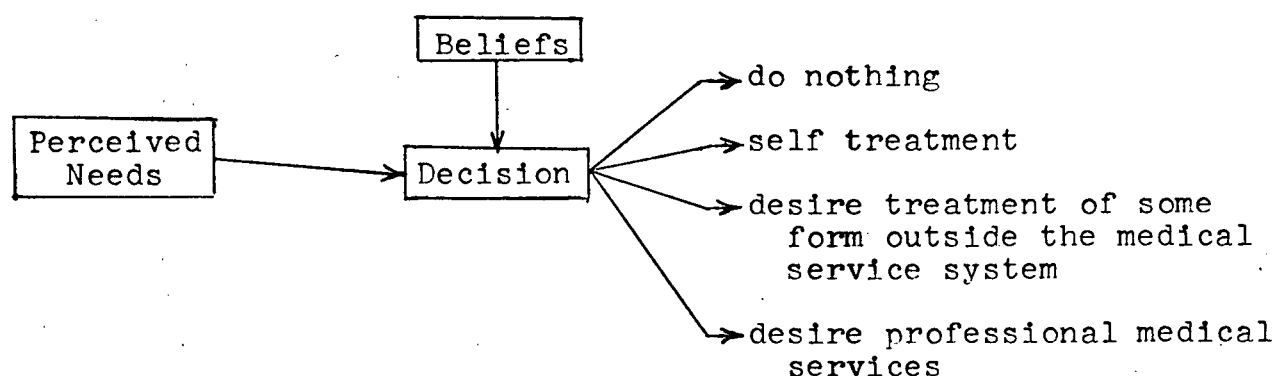 Beliefs
Perceived
Needs
Decision
do nothing
self treatment
desire treatment of some
form outside the medical
service system
desire professional medical
services